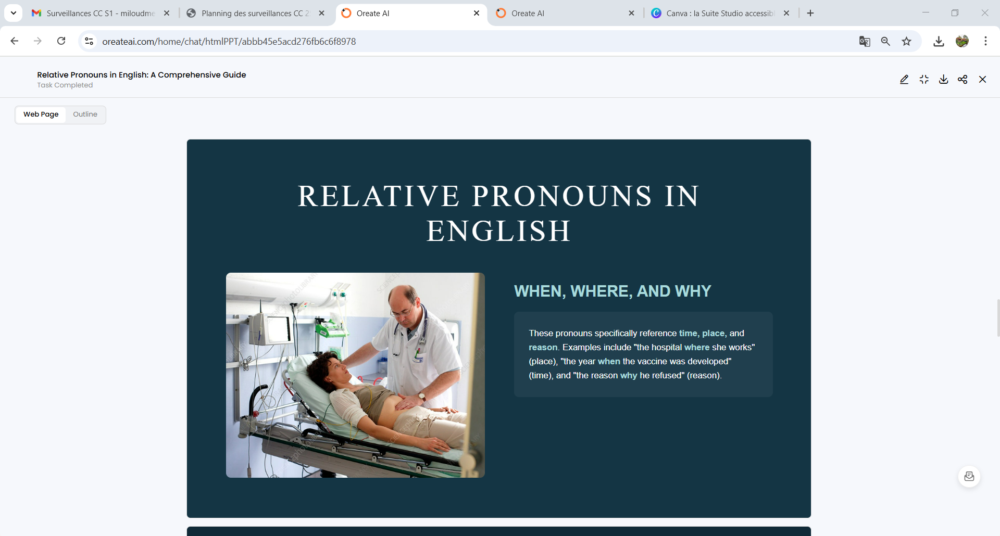 Surveillances CC S1 - miloudme
Planning des surveillances CC 2
Oreate AI
Oreate AI
Canva : la Suite Studio accessibl
oreateai.com/home/chat/htmlPPT/abbb45e5acd276fb6c6f8978
Relative Pronouns in English: A Comprehensive Guide
Task Completed
Web Page
Outline
RELATIVE PRONOUNS IN
ENGLISH
WHEN, WHERE, AND WHY
These pronouns specifically reference time, place, and
reason. Examples include "the hospital where she works"
(place), "the year when the vaccine was developed"
(time), and "the reason why he refused" (reason).